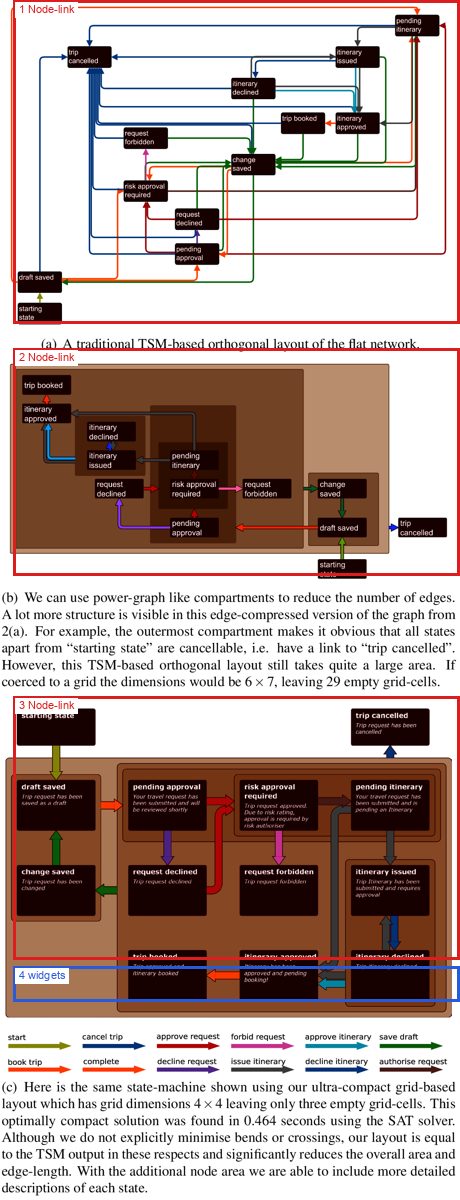 1 Node-link
pending
itinerary
trip
cancelled
itinerary
issued
itinerary
declined
trip booked
itinerary
approved
request
forbidden
change
saved
risk approval
required
request
declined
pending
approval
draft saved
starting
state
(a) A traditional TSM-based orthogonal layout of the flat network.
2 Node-link
trip booked
itinerary
approved
itinerary
declined
itinerary
issued
pending
itinerary
request
declined
risk approval
required
request
forbidden
change
saved
pending
approval
draft saved
trip
cancelled
starting
state
(b) We can use power-graph like compartments to reduce the number of edges.
A lot more structure is visible in this edge-compressed version of the graph from
2(a). For example, the outermost compartment makes it obvious that all states
apart from “starting state” are cancellable, i.e. have a link to “trip cancelled”.
However, this TSM-based orthogonal layout still takes quite a large area. If
coerced to a grid the dimensions would be 6 × 7, leaving 29 empty grid-cells.
3 Node-link
starting state
trip cancelled
Trip request has been
cancelled
draft saved
Trip request has been
saved as a draft
pending approval
Your travel request has
been submitted and will
be reviewed shortly
risk approval
required
Trip request approved.
Due to risk rating,
approval is required by
risk authoriser
pending itinerary
Your travel request has
been submitted and is
pending an Itinerary
change saved
Trip request has been
changed
request declined
Trip request declined
request forbidden
Trip request forbidden
itinerary issued
Trip Itinerary has been
submitted and requires
approval
trip booked
itinerary booked
itinerary approved
approved and pending
booking!
itinerary declined
4 widgets
start
cancel trip
approve request
forbid request
approve itinerary
save draft
book trip
complete
decline request
issue itinerary
decline itinerary
authorise request
(c) Here is the same state-machine shown using our ultra-compact grid-based
layout which has grid dimensions 4 × 4 leaving only three empty grid-cells. This
optimally compact solution was found in 0.464 seconds using the SAT solver.
Although we do not explicitly minimise bends or crossings, our layout is equal
to the TSM output in these respects and significantly reduces the overall area and
edge-length. With the additional node area we are able to include more detailed
descriptions of each state.